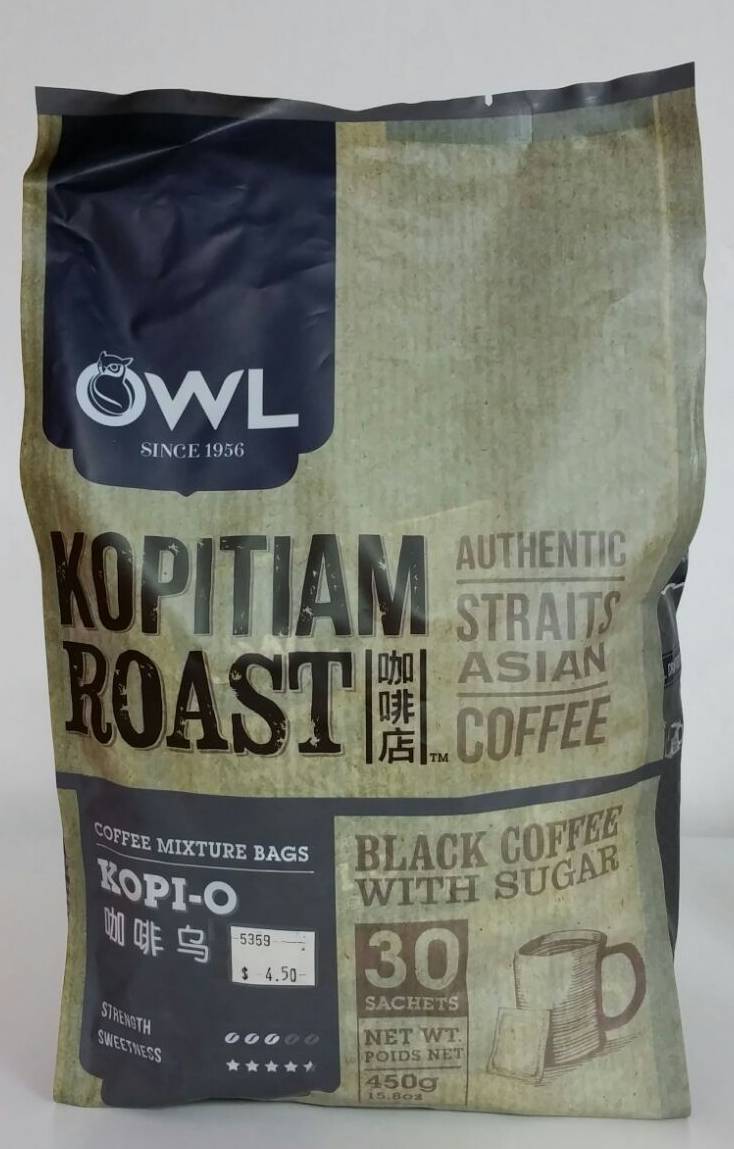 OWL
SINCE 1956
KOPITIAM
ROAST
咖啡店
TM
AUTHENTIC
STRAITS
ASIAN
COFFEE
COFFEE MIXTURE BAGS
KOPI-O
咖啡乌
5359
$ 4.50
STRENGTH
SWEETNESS
BLACK COFFEE
WITH SUGAR
30
SACHETS
NET WT.
POIDS NET
450g
15.8oz